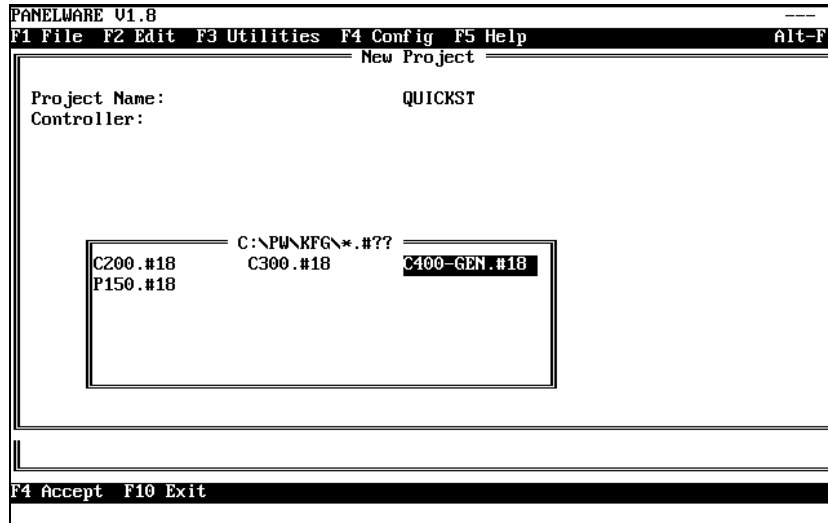 PANELWARE V1.8 ---
F1 File F2 Edit F3 Utilities F4 Config F5 Help Alt-F
New Project
Project Name: QUICKST
Controller:
C:\PW\KFG\*.#??
C200.#18 C300.#18 C400-GEN.#18
P150.#18
F4 Accept F10 Exit